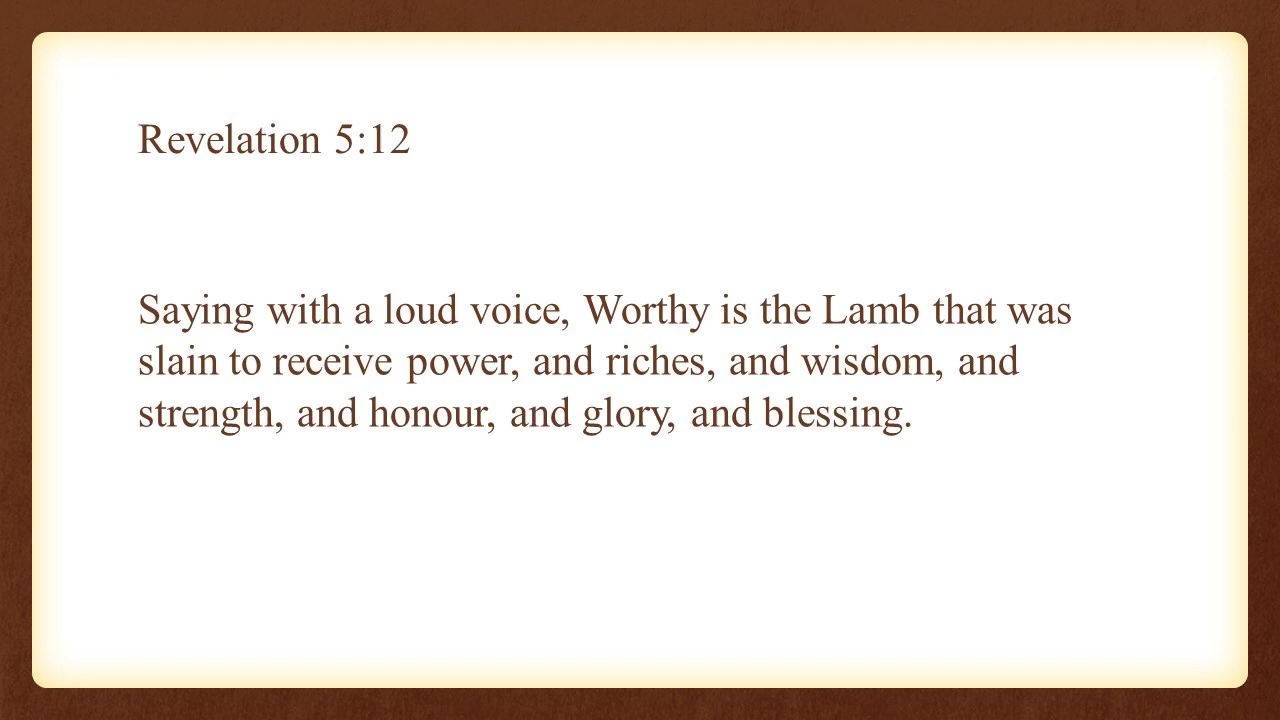 Revelation 5:12
Saying with a loud voice, Worthy is the Lamb that was
slain to receive power, and riches, and wisdom, and
strength, and honour, and glory, and blessing.